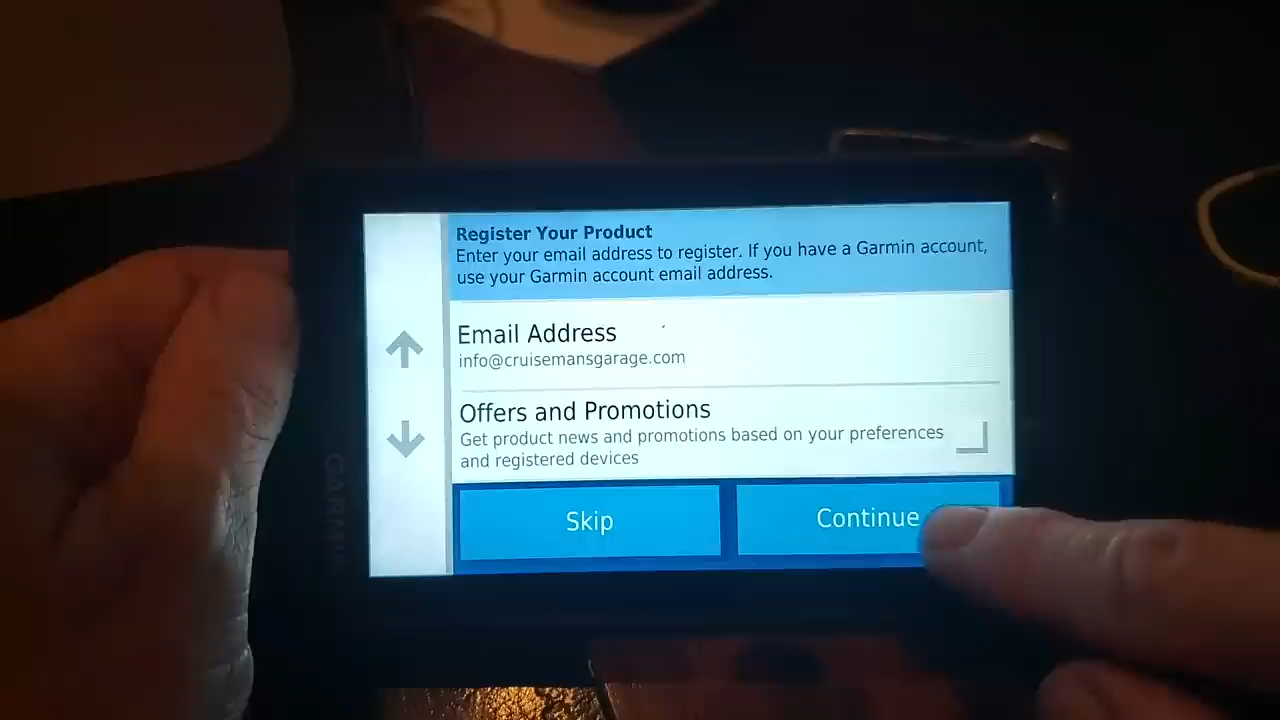 Register Your Product
Enter your email address to register. If you have a Garmin account,
use your Garmin account email address.
Email Address
info@cruisemansgarage.com
Offers and Promotions
Get product news and promotions based on your preferences
and registered devices
Skip
Continue
GARMIN